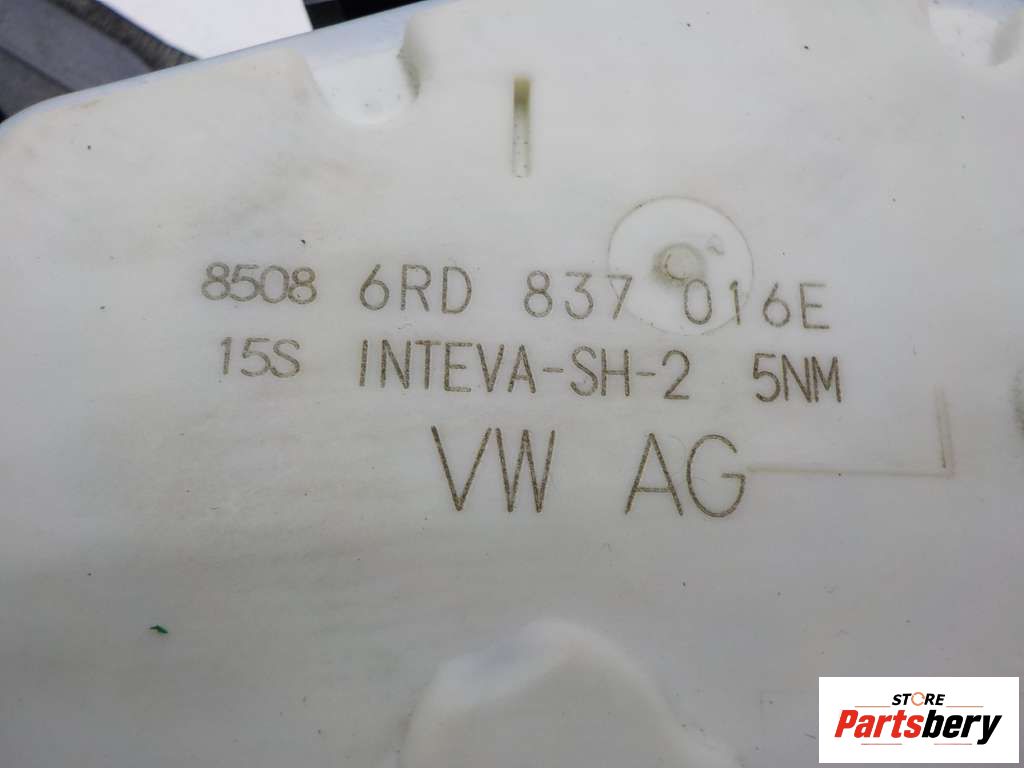 8508 6RD 837 016E
15S INTEVA-SH-2 5NM
VW AG
STORE
Partsbery